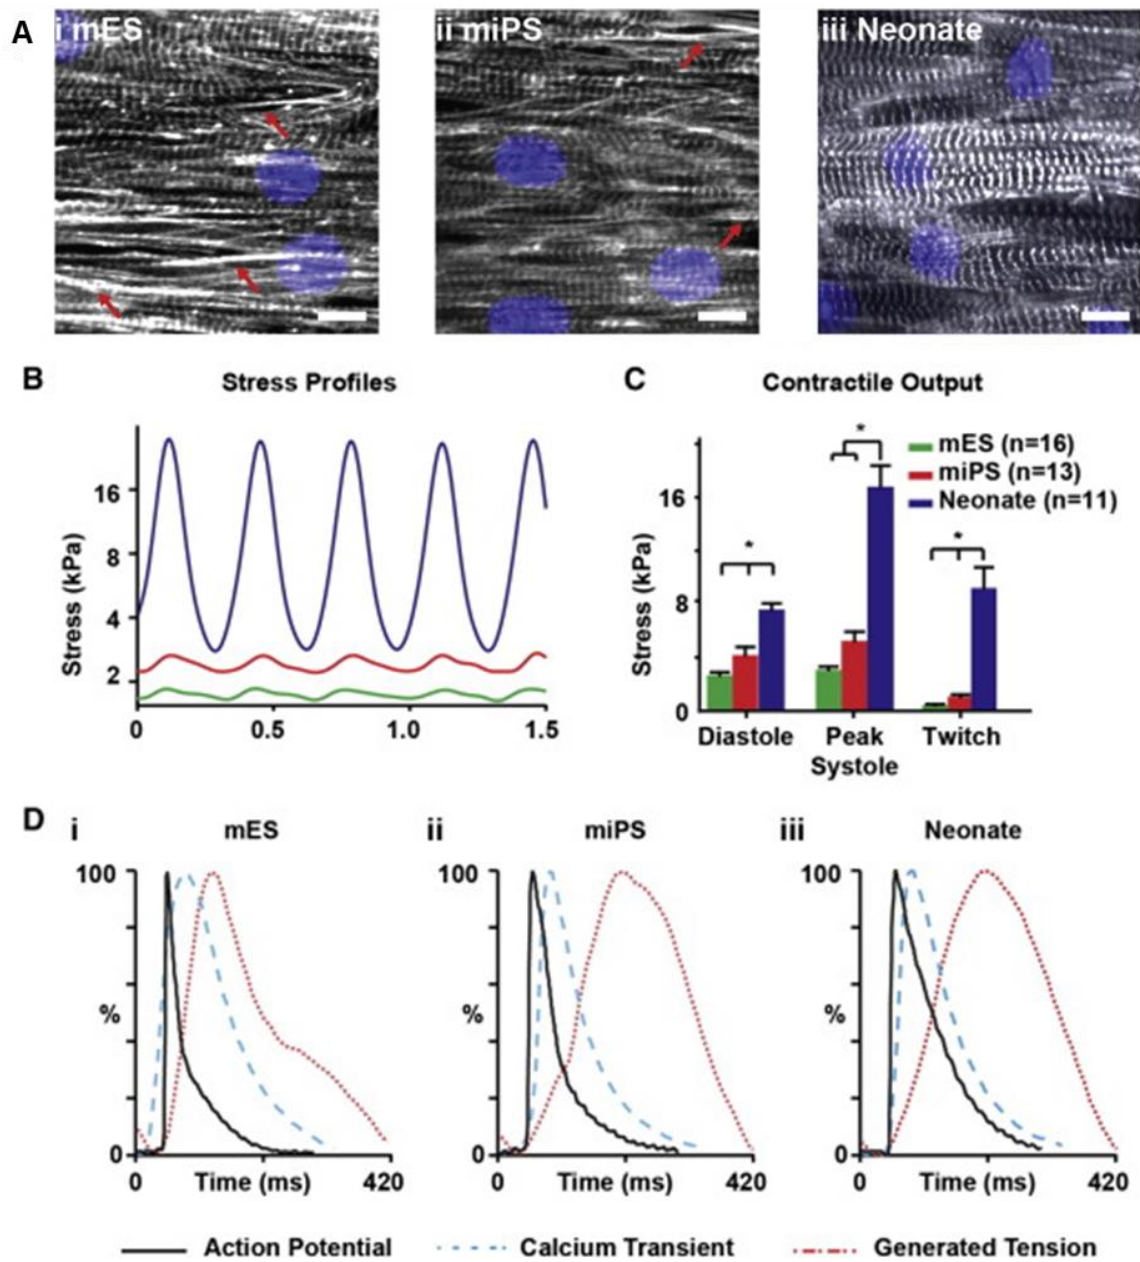 A
i mES
ii miPS
iii Neonate
B
Stress Profiles
Stress (kPa)
16
8
4
2
0
0.5
1.0
1.5
C
Contractile Output
mES (n=16)
miPS (n=13)
Neonate (n=11)
Stress (kPa)
16
8
0
*
*
*
Diastole
Peak
Systole
Twitch
D
i
mES
ii
miPS
iii
Neonate
100
%
0
0
Time (ms)
420
100
%
0
0
Time (ms)
420
100
%
0
0
Time (ms)
420
Action Potential
Calcium Transient
Generated Tension